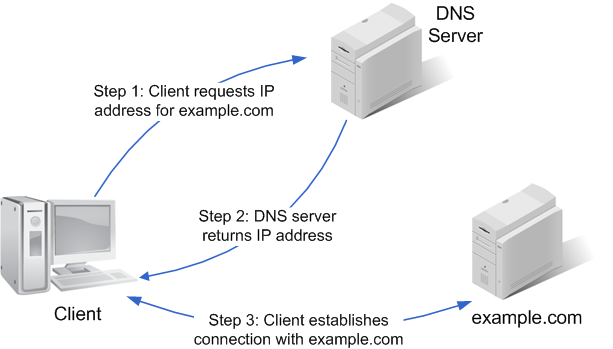 DNS
Server
Step 1: Client requests IP
address for example.com
Step 2: DNS server
returns IP address
Client
Step 3: Client establishes
connection with example.com
example.com